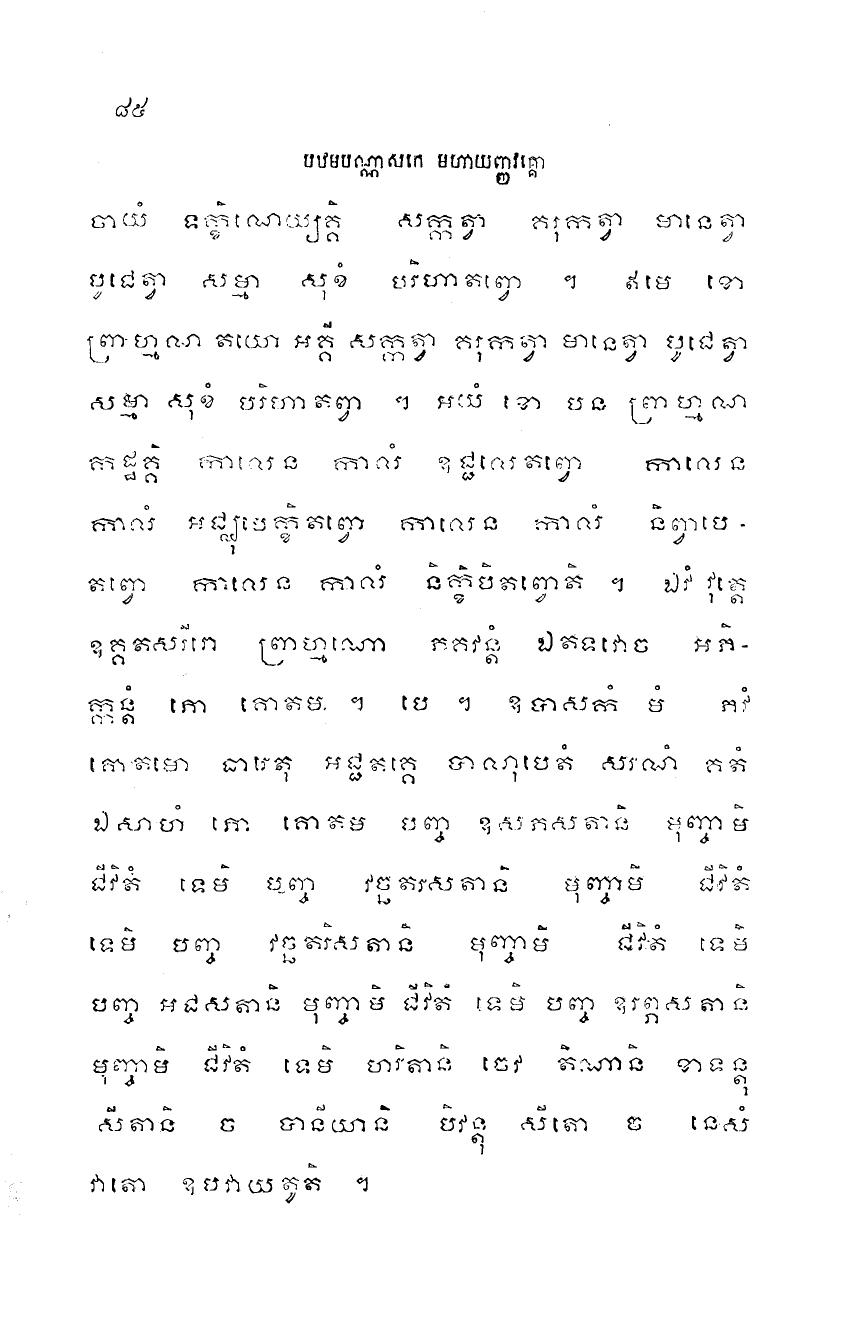 ៨៥
បឋមបណ្ណាសកេ មហាយញ្ញវគ្គោ
បាយំ ទក្ខិណេយ្យគ្គិ សក្កត្វា គរុកត្វា មានេត្វា
បូជេត្វា សម្មា សុខំ បរិហាតព្វោ ។ ឥមេ ខោ
ព្រាហ្មណ តយោ អគ្គី សក្កត្វា គរុកត្វា មានេត្វា បូជេត្វា
សម្មា សុខំ បរិហាតព្វា ។ អយំ ខោ បន ព្រាហ្មណ
កដ្ឋគ្គិ កាលេន កាលំ ឧជ្ជលេតព្វោ កាលេន
កាលំ អជ្ឈុបេក្ខិតព្វោ កាលេន កាលំ និព្វាបេ-
តព្វោ កាលេន កាលំ និក្ខិបិតព្វោតិ ។ ឯវំ វុត្តេ
ឧគ្គតសរីរោ ព្រាហ្មណោ ភគវន្តំ ឯតទវោច អភិ-
ក្កន្តំ ភោ គោតម ។ បេ ។ ឧបាសកំ មំ ភវំ
គោតមោ ធារេតុ អជ្ជតគ្គេ បាណុបេតំ សរណំ គតំ
ឯសាហំ ភោ គោតម បញ្ច ឧសភសតានិ មុញ្ចាមិ
ជីវិតំ ទេមិ បញ្ច វច្ឆតរសតានិ មុញ្ចាមិ ជីវិតំ
ទេមិ បញ្ច វច្ឆតរិសតានិ មុញ្ចាមិ ជីវិតំ ទេមិ
បញ្ច អជសតានិ មុញ្ចាមិ ជីវិតំ ទេមិ បញ្ច ឧរព្ភសតានិ
មុញ្ចាមិ ជីវិតំ ទេមិ ហរិតានិ ចេវ តិណានិ ខាទន្តុ
សីតានិ ច បានីយានិ បិវន្តុ សីតោ ច នេសំ
វាតោ ឧបវាយតូតិ ។